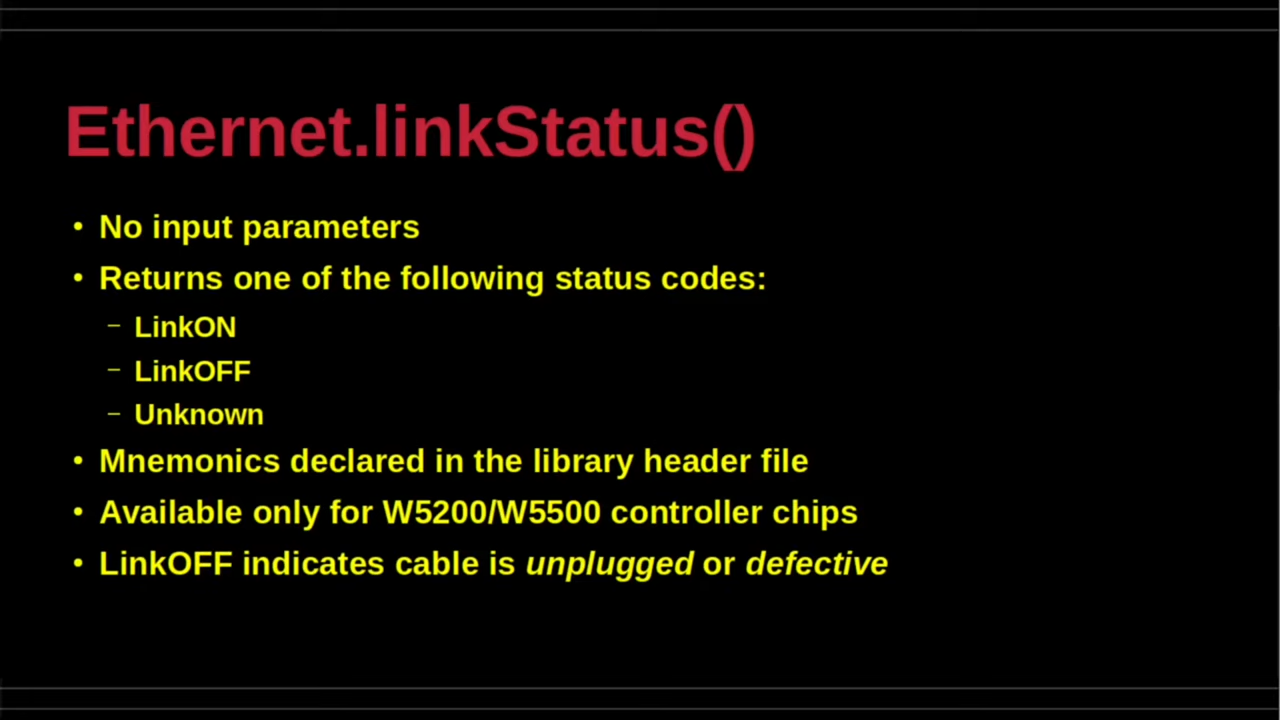 Ethernet.linkStatus()
• No input parameters
• Returns one of the following status codes:
– LinkON
– LinkOFF
– Unknown
• Mnemonics declared in the library header file
• Available only for W5200/W5500 controller chips
• LinkOFF indicates cable is unplugged or defective